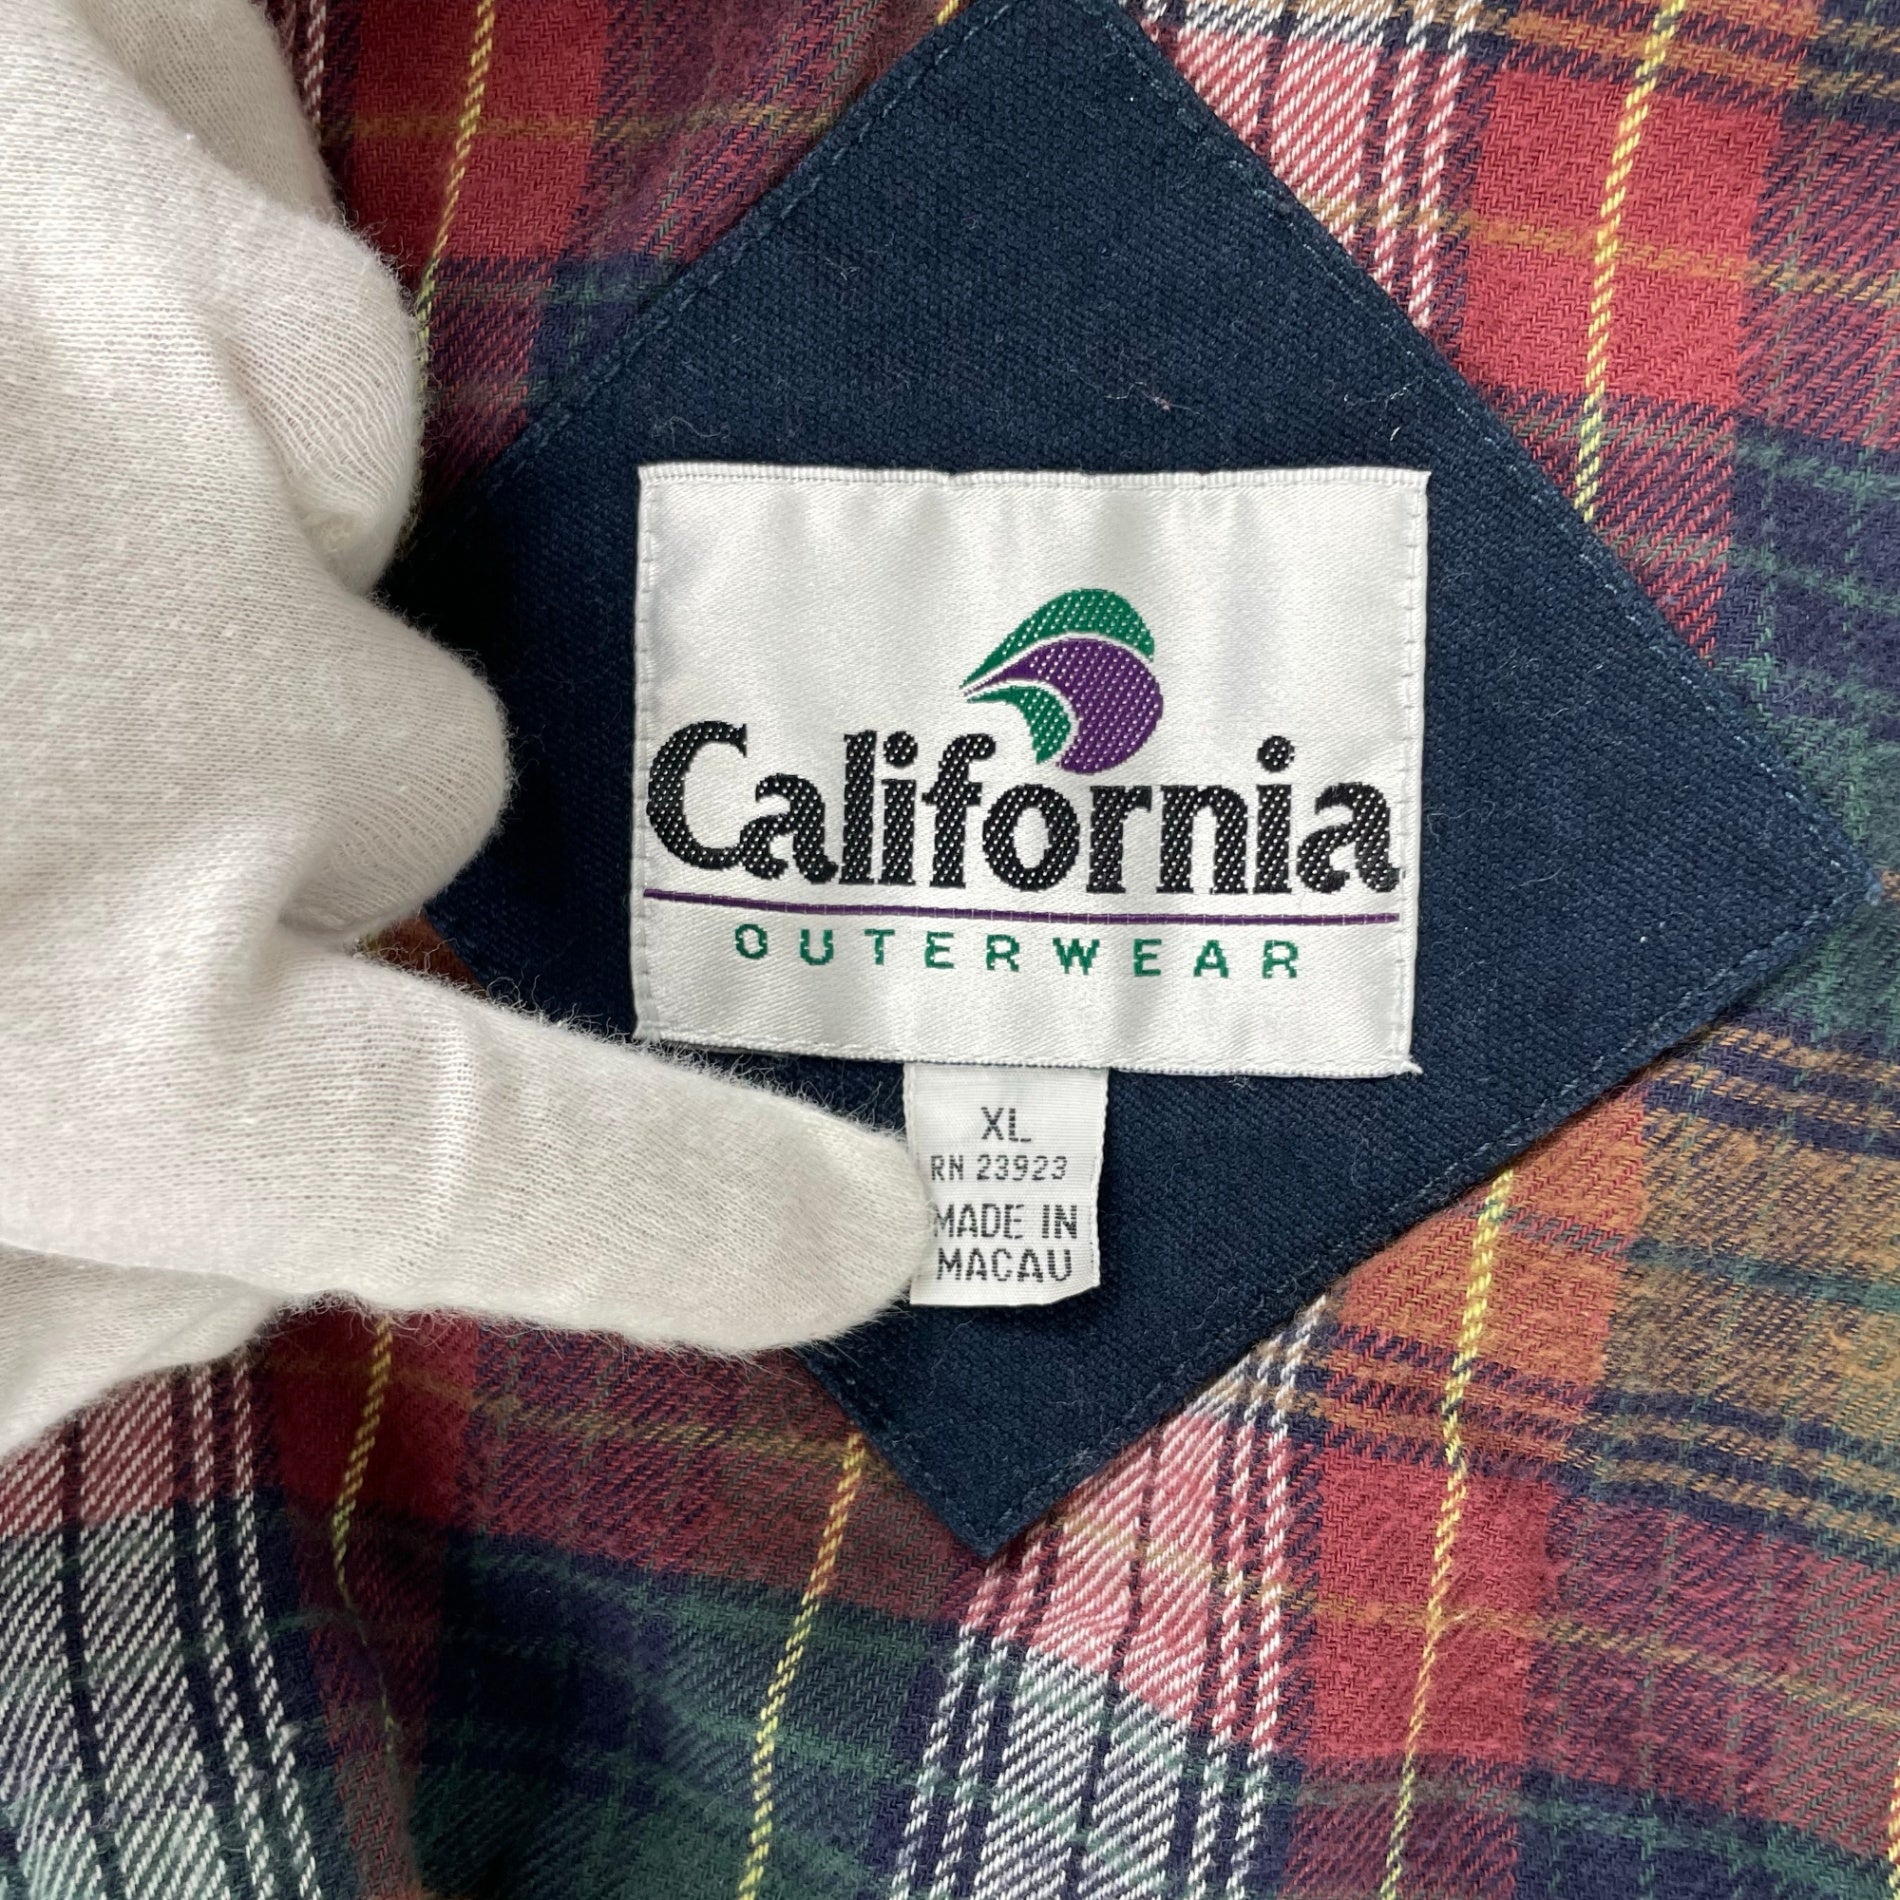 California
OUTERWEAR
XL
RN 23923
MADE IN
MACAU